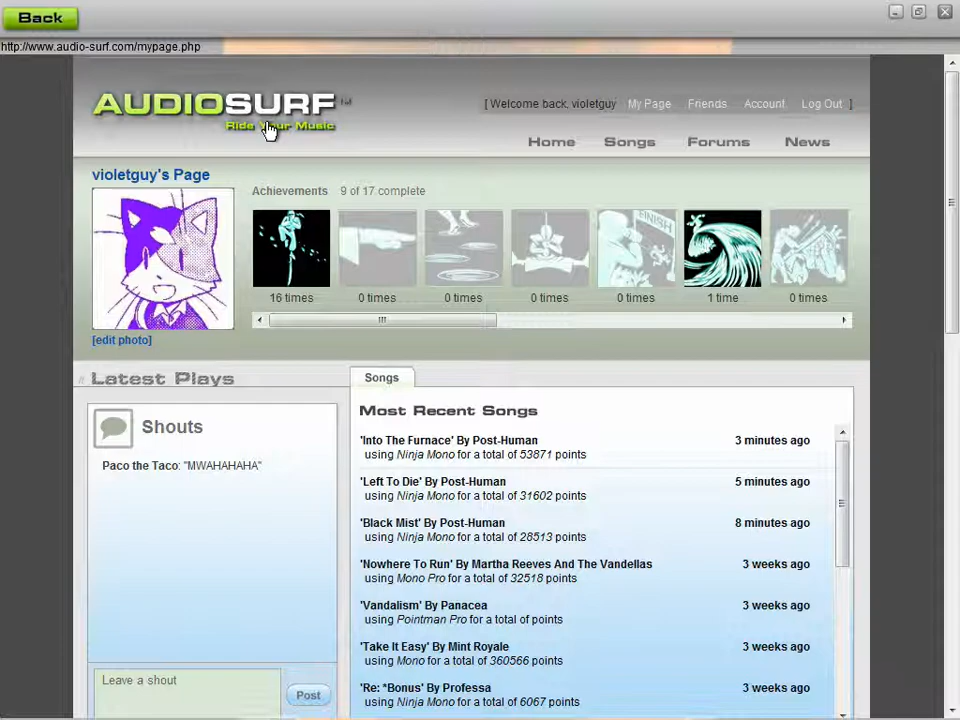 Back
http://www.audio-surf.com/mypage.php
AUDIOSURF™
Ride Your Music
[ Welcome back, violetguy My Page Friends Account Log Out ]
Home Songs Forums News
violetguy's Page
Achievements 9 of 17 complete
FINISH
16 times 0 times 0 times 0 times 0 times 1 time 0 times
[edit photo]
// Latest Plays
Songs
Shouts
Paco the Taco: "MWAHAHAHA"
Leave a shout
Post
Most Recent Songs
'Into The Furnace' By Post-Human 3 minutes ago
using Ninja Mono for a total of 53871 points
'Left To Die' By Post-Human 5 minutes ago
using Ninja Mono for a total of 31602 points
'Black Mist' By Post-Human 8 minutes ago
using Ninja Mono for a total of 28513 points
'Nowhere To Run' By Martha Reeves And The Vandellas 3 weeks ago
using Mono Pro for a total of 32518 points
'Vandalism' By Panacea 3 weeks ago
using Pointman Pro for a total of points
'Take It Easy' By Mint Royale 3 weeks ago
using Mono for a total of 360566 points
'Re: *Bonus' By Professa 3 weeks ago
using Ninja Mono for a total of 6067 points